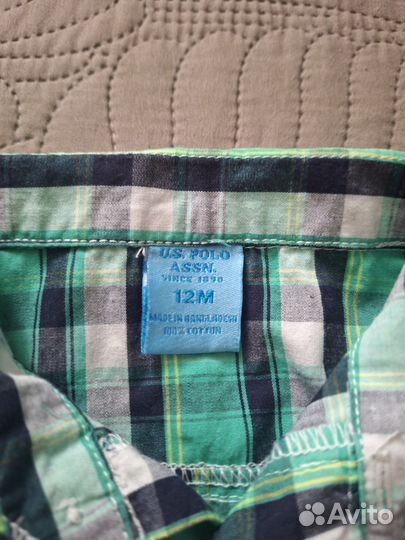 U.S. POLO
ASSN.
SINCE 1890
12M
MADE IN BANGLADESH
100% COTTON
Avito